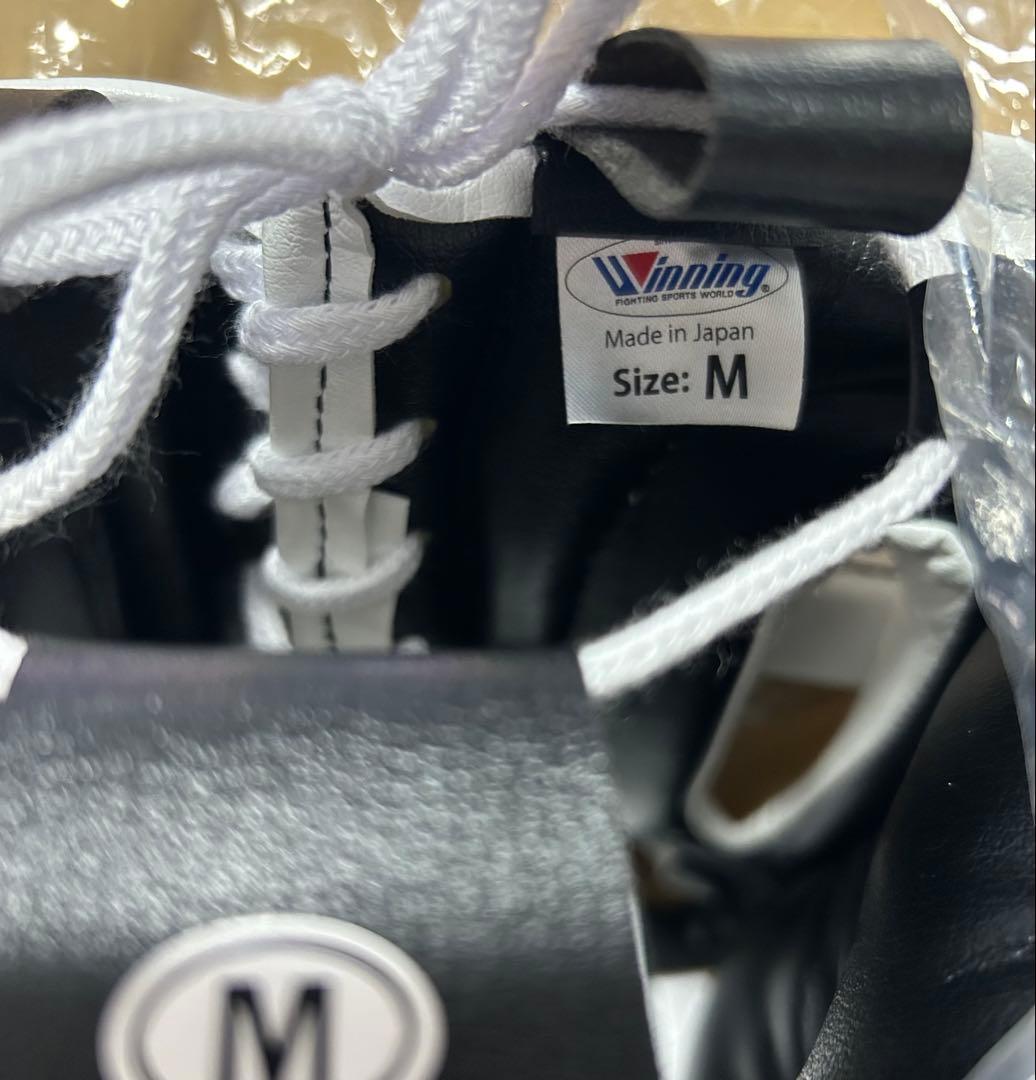 Winning®
FIGHTING SPORTS WORLD
Made in Japan
Size: M
M